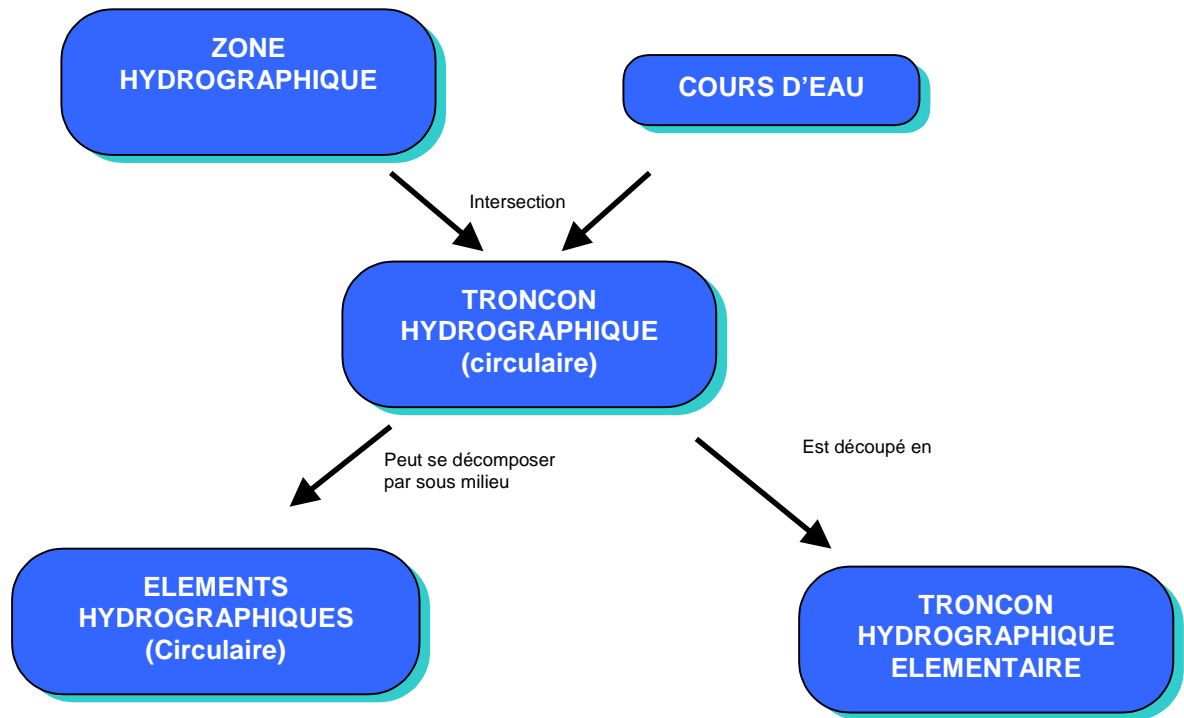 ZONE
HYDROGRAPHIQUE
COURS D’EAU
Intersection
TRONCON
HYDROGRAPHIQUE
(circulaire)
Peut se décomposer
par sous milieu
Est découpé en
ELEMENTS
HYDROGRAPHIQUES
(Circulaire)
TRONCON
HYDROGRAPHIQUE
ELEMENTAIRE